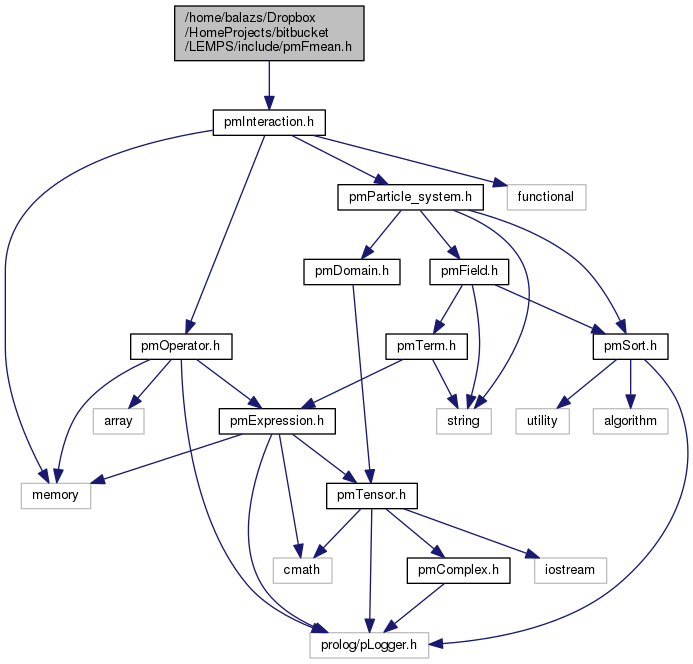 /home/balazs/Dropbox
/HomeProjects/bitbucket
/LEMPS/include/pmFmean.h
pmInteraction.h
pmParticle_system.h
functional
pmDomain.h
pmField.h
pmOperator.h
pmTerm.h
pmSort.h
array
pmExpression.h
string
utility
algorithm
memory
pmTensor.h
cmath
pmComplex.h
iostream
prolog/pLogger.h